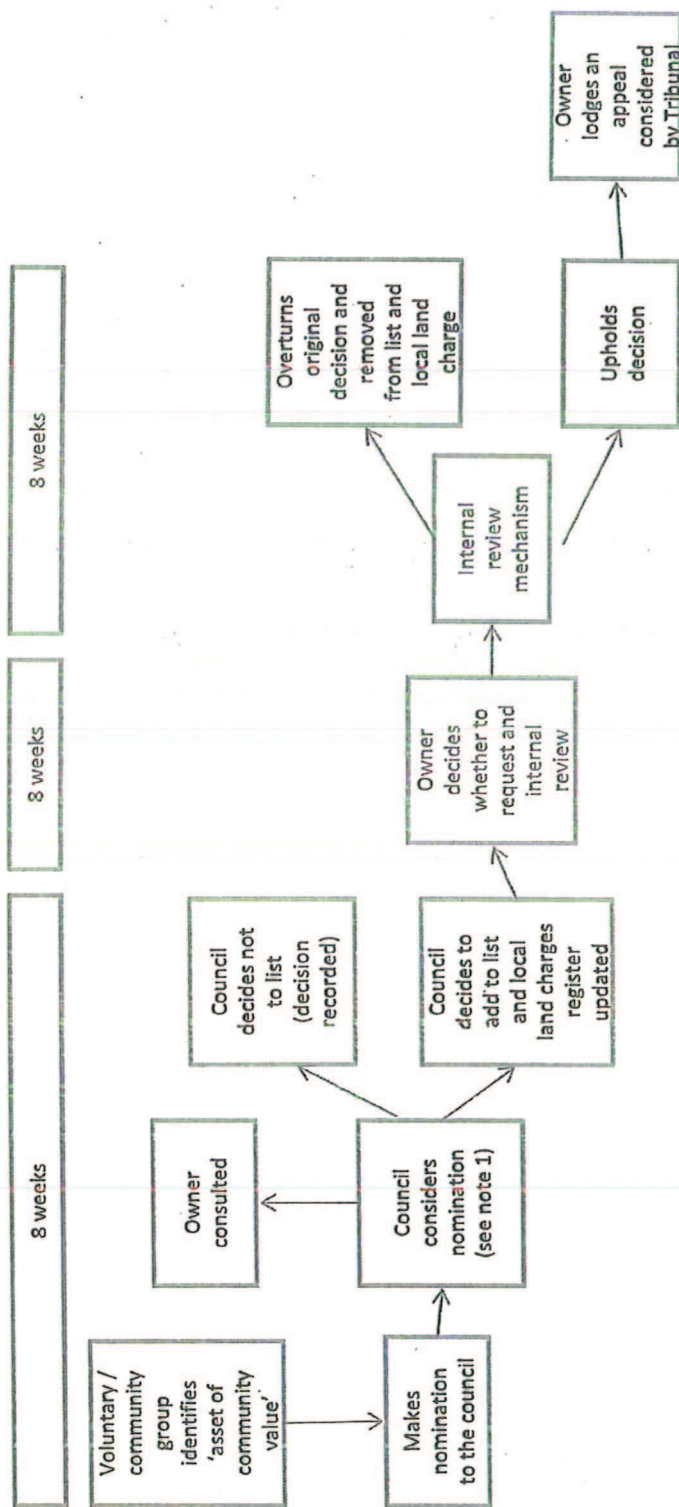 8 weeks
8 weeks
8 weeks
Voluntary /
community
group
identifies
'asset of
community
value'
Makes
nomination
to the council
Owner
consulted
Council
considers
nomination
(see note 1)
Council
decides not
to list
(decision
recorded)
Council
decides to
add to list
and local
land charges
register
updated
Owner
decides
whether to
request and
internal
review
Internal
review
mechanism
Overturns
original
decision and
removed
from list and
local land
charge
Upholds
decision
Owner
lodges an
appeal
considered
by Tribunal